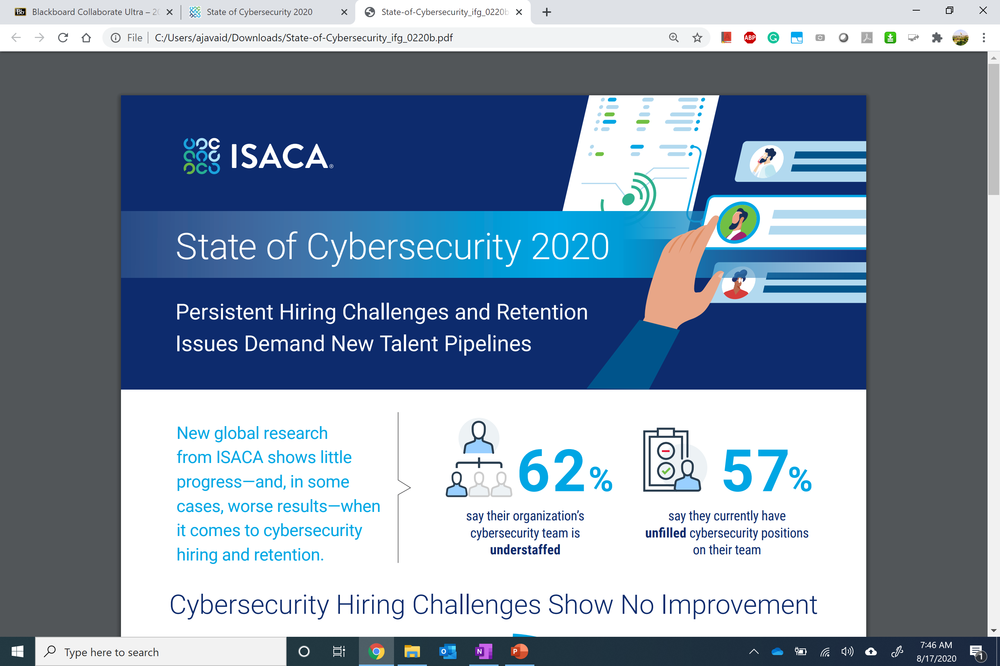 Bb Blackboard Collaborate Ultra – 20
State of Cybersecurity 2020
State-of-Cybersecurity_ifg_0220b
File C:/Users/ajavaid/Downloads/State-of-Cybersecurity_ifg_0220b.pdf
ABP
ISACA®
State of Cybersecurity 2020
Persistent Hiring Challenges and Retention
Issues Demand New Talent Pipelines
New global research
from ISACA shows little
progress—and, in some
cases, worse results—when
it comes to cybersecurity
hiring and retention.
62%
say their organization’s
cybersecurity team is
understaffed
57%
say they currently have
unfilled cybersecurity positions
on their team
Cybersecurity Hiring Challenges Show No Improvement
Type here to search
O
N
P
7:46 AM
8/17/2020
1